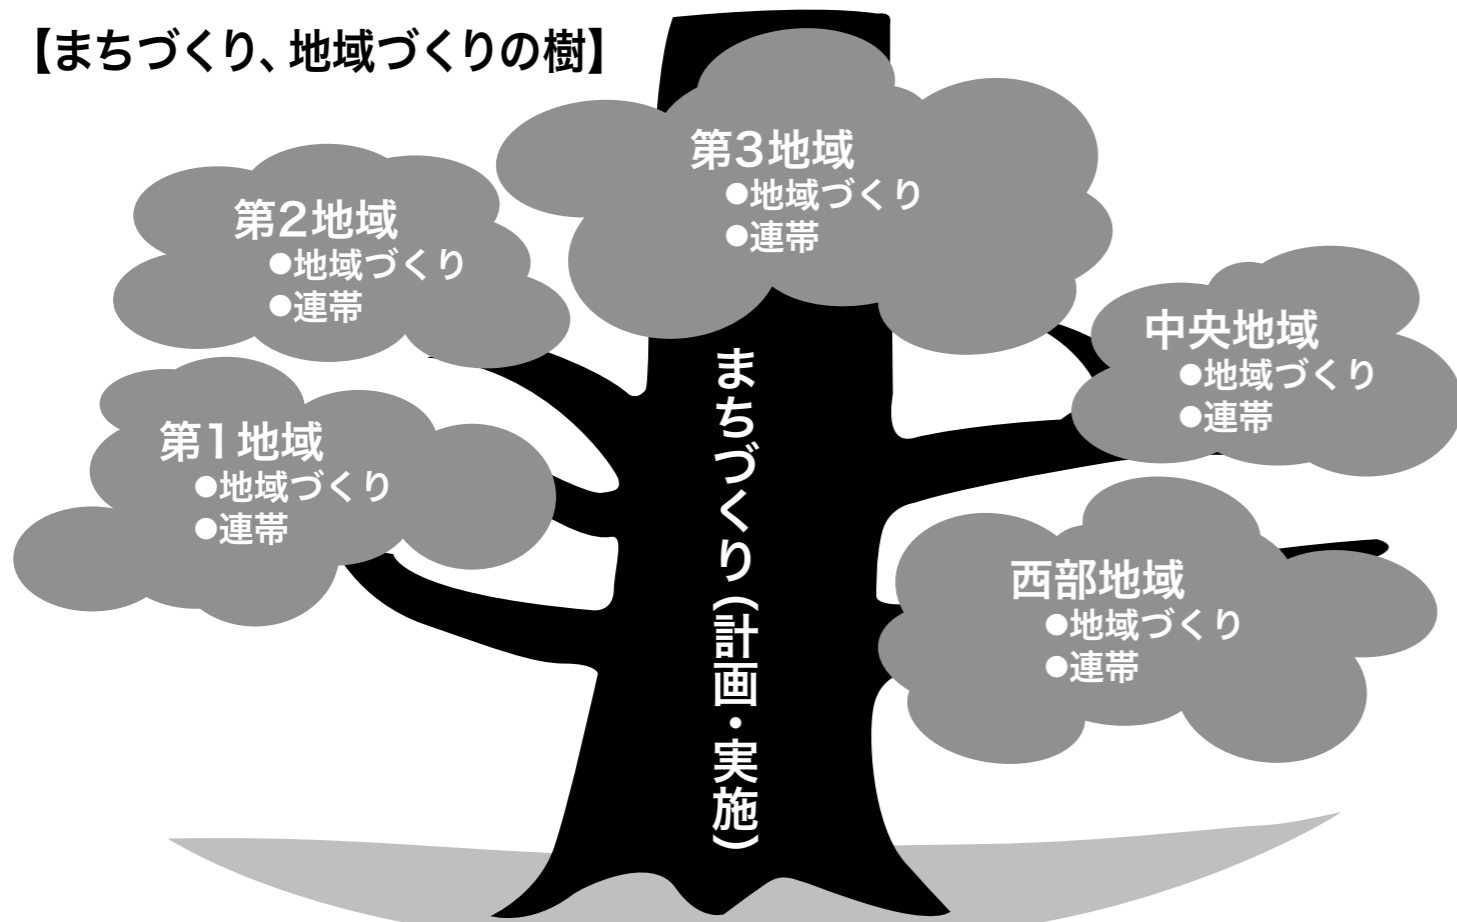 【まちづくり、地域づくりの樹】
第3地域
●地域づくり
●連帯
第2地域
●地域づくり
●連帯
中央地域
●地域づくり
●連帯
第1地域
●地域づくり
●連帯
西部地域
●地域づくり
●連帯
まちづくり(計画・実施)